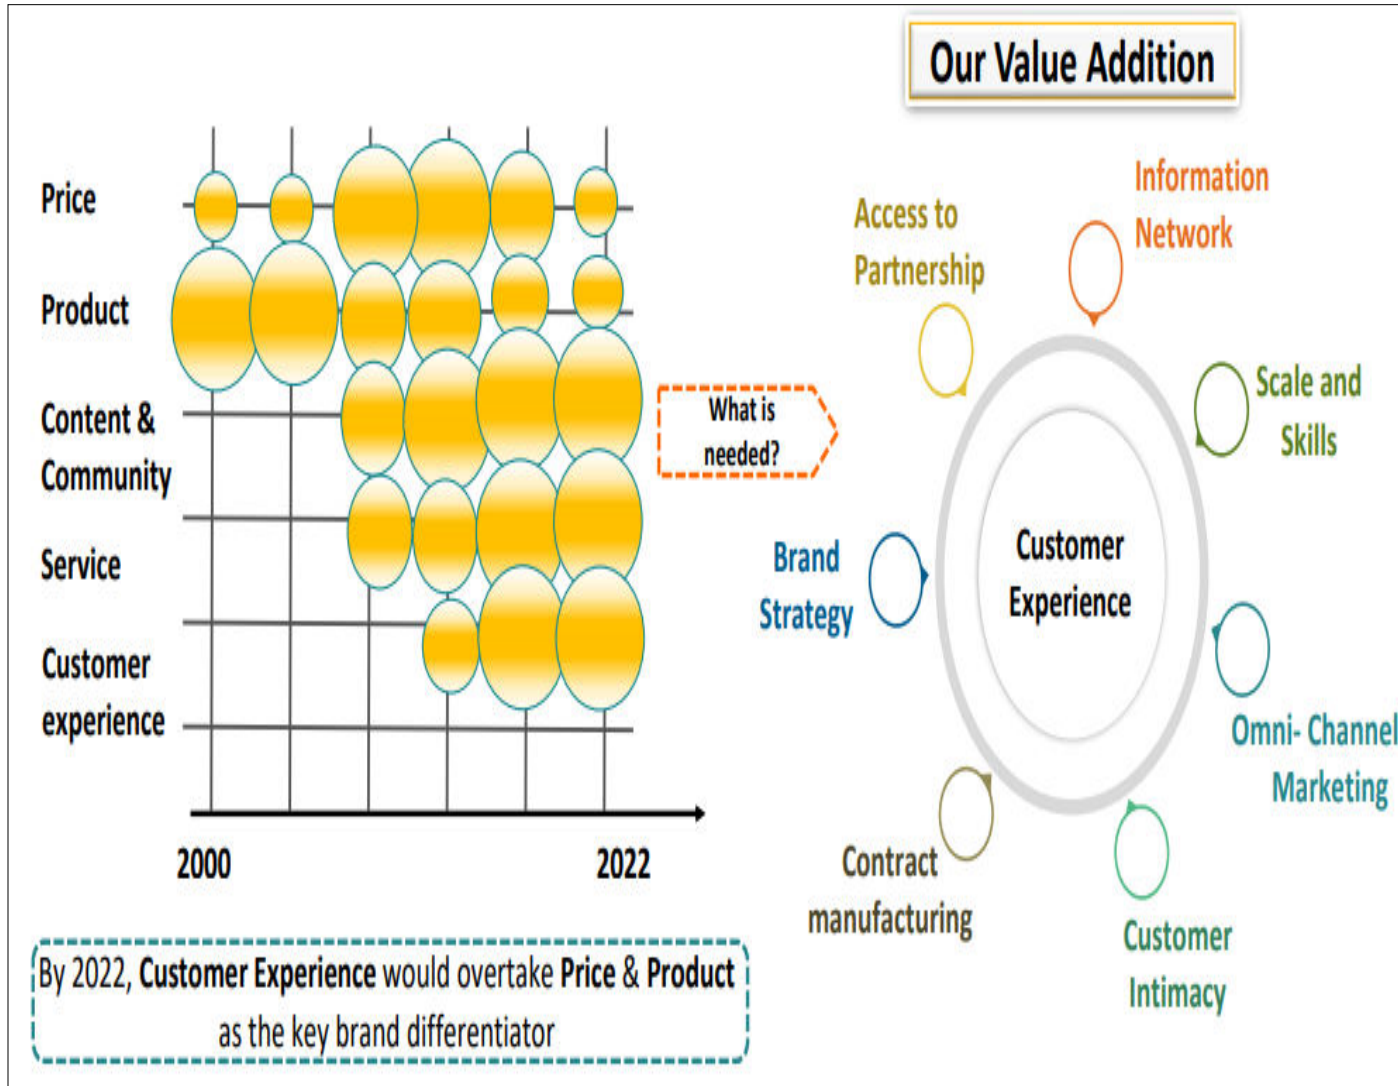 Our Value Addition
Price
Product
Content &
Community
Service
Customer
experience
2000
2022
By 2022, Customer Experience would overtake Price & Product
as the key brand differentiator
What is
needed?
Information
Network
Access to
Partnership
Scale and
Skills
Customer
Experience
Brand
Strategy
Omni- Channel
Marketing
Contract
manufacturing
Customer
Intimacy